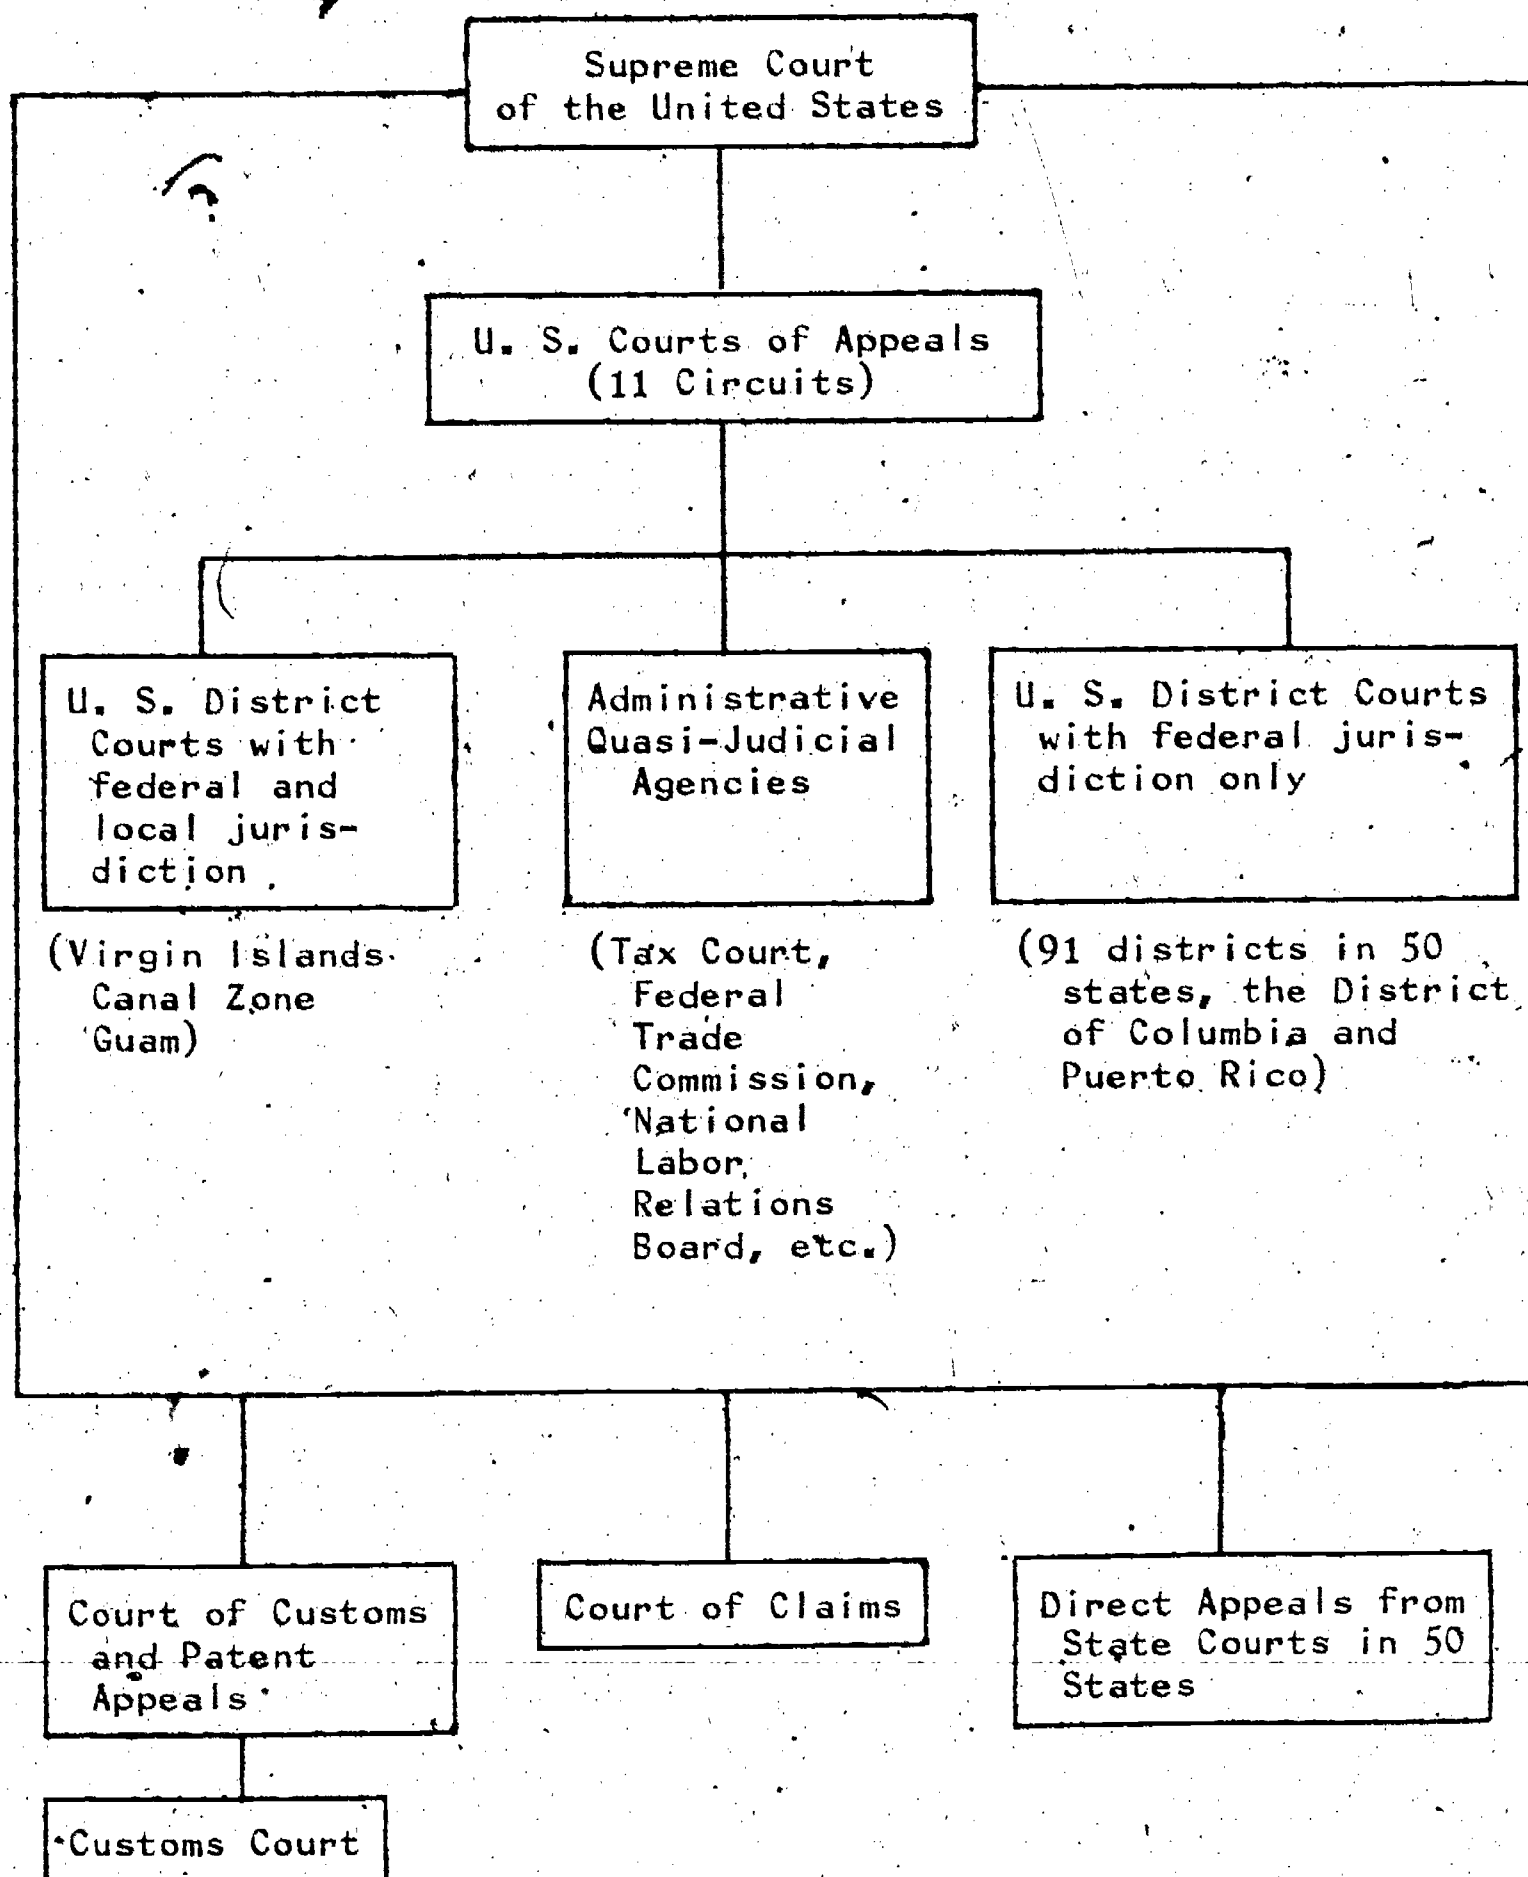 Supreme Court
of the United States
U. S. Courts of Appeals
(11 Circuits)
U. S. District
Courts with
federal and
local juris-
diction
(Virgin Islands
Canal Zone
Guam)
Administrative
Quasi-Judicial
Agencies
(Tax Court,
Federal
Trade
Commission,
National
Labor
Relations
Board, etc.)
U. S. District Courts
with federal juris-
diction only
(91 districts in 50
states, the District
of Columbia and
Puerto Rico)
Court of Customs
and Patent
Appeals
Customs Court
Court of Claims
Direct Appeals from
State Courts in 50
States